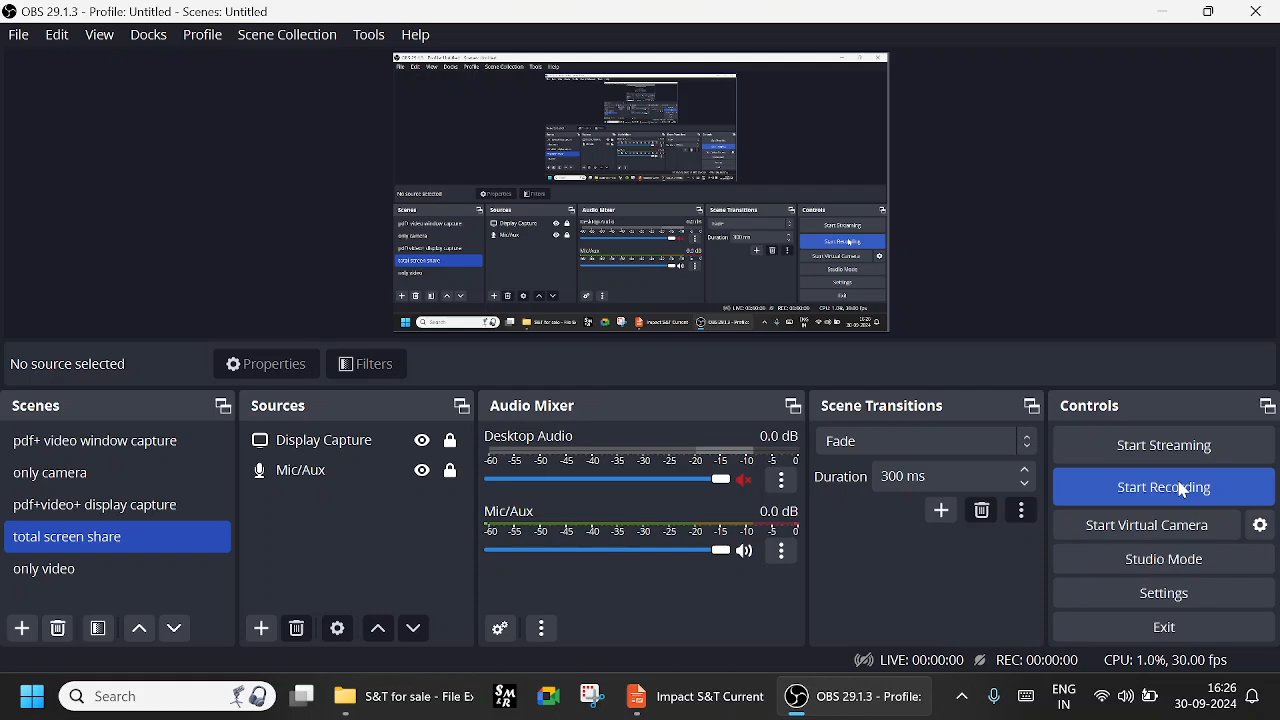 OBS 29.1.3 - Profile: Untitled - Scenes: Untitled
File Edit View Docks Profile Scene Collection Tools Help
No source selected
Properties Filters
Scenes Sources Audio Mixer Scene Transitions Controls
pdf+ video window capture
only camera
pdf+video+ display capture
total screen share
only video
Display Capture
Mic/Aux
Desktop Audio 0.0 dB
-60 -55 -50 -45 -40 -35 -30 -25 -20 -15 -10 -5 0
Mic/Aux 0.0 dB
-60 -55 -50 -45 -40 -35 -30 -25 -20 -15 -10 -5 0
Fade
Duration 300 ms
Start Streaming
Start Recording
Start Virtual Camera
Studio Mode
Settings
Exit
LIVE: 00:00:00 REC: 00:00:00 CPU: 1.0%, 30.00 fps
Search
S&T for sale - File Ex
Impact S&T Current
OBS 29.1.3 - Profile:
ENG
IN
16:26
30-09-2024